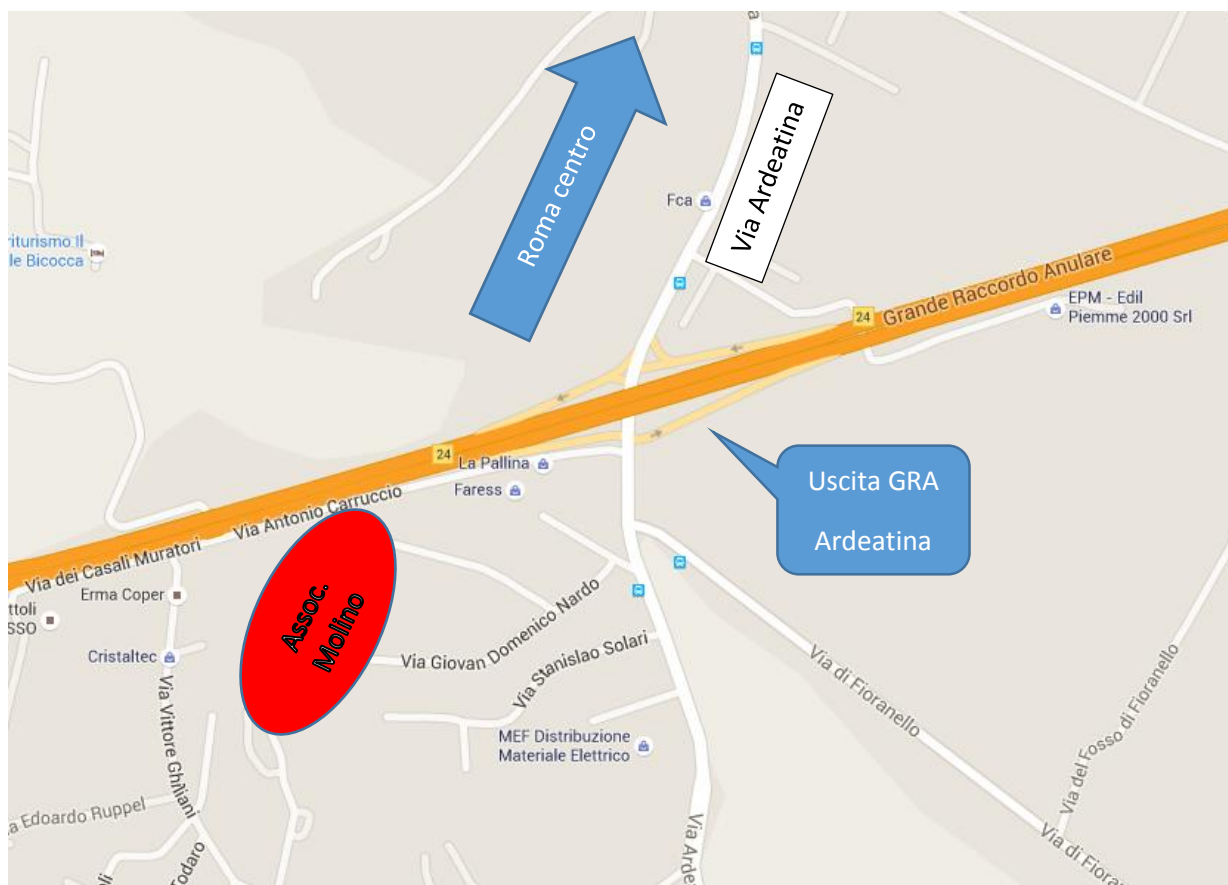 Roma centro
Via Ardeatina
Fca
riturismo Il
le Bicocca
Grande Raccordo Anulare
24
EPM - Edil
Piemme 2000 Srl
24
La Pallina
Faress
Uscita GRA
Ardeatina
Via Antonio Carruccio
Via dei Casali Muratori
Erma Coper
ttoli
SSO
Cristaltec
Assoc.
Molino
Via Giovan Domenico Nardo
Via Stanislao Solari
Via di Fioranello
Via del Fosso di Fioranello
MEF Distribuzione
Materiale Elettrico
Via Vittore Ghiliani
a Edoardo Ruppel
Todaro
Via Arde
Via di Fioranel